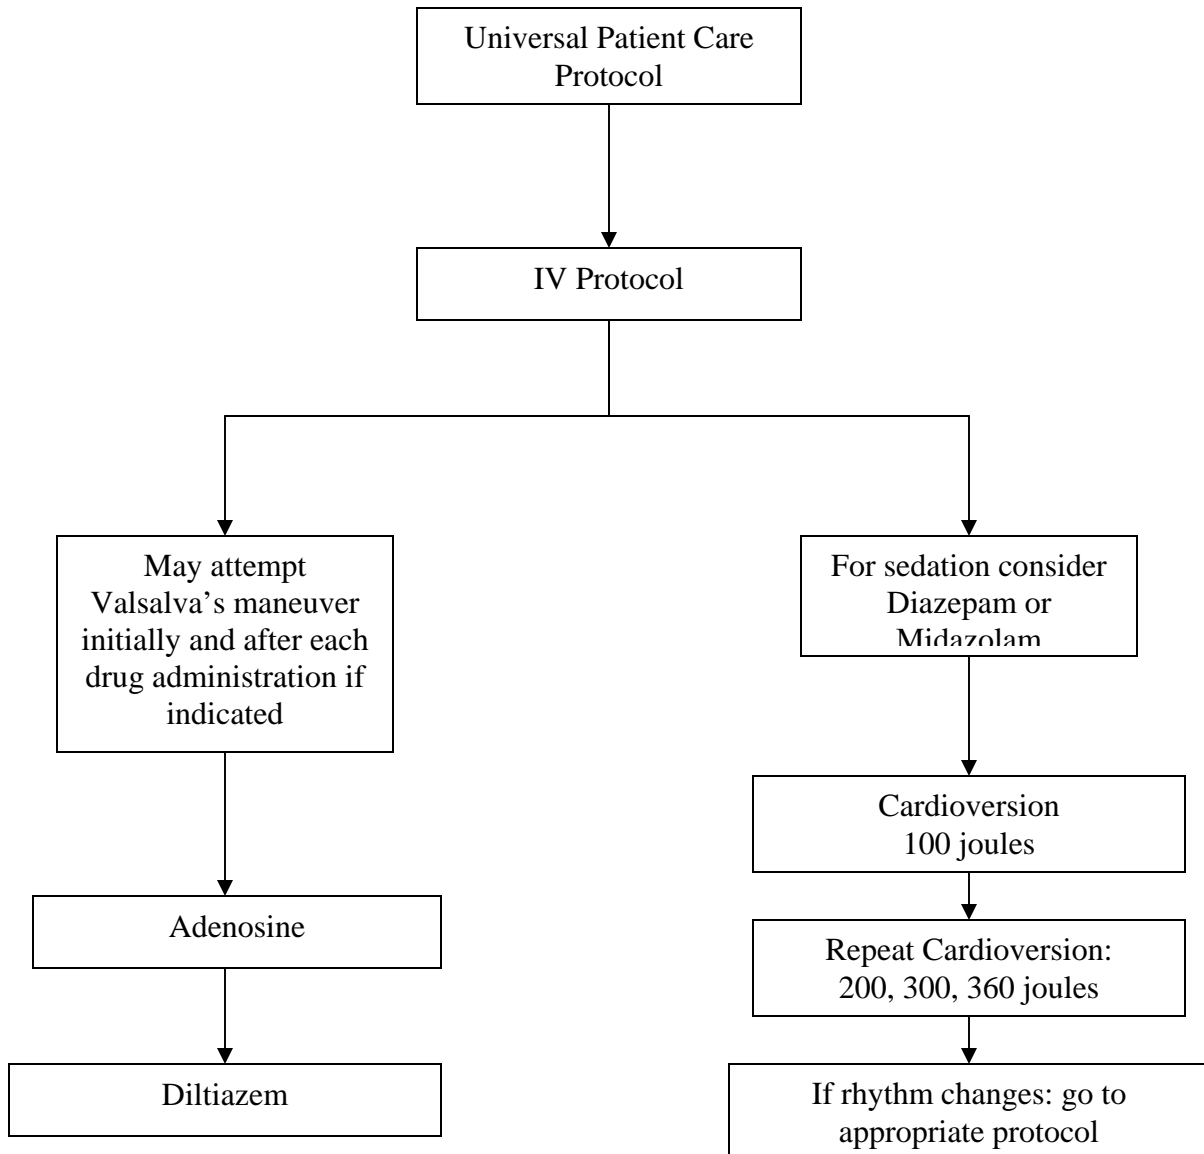 Universal Patient Care
Protocol
IV Protocol
May attempt
Valsalva’s maneuver
initially and after each
drug administration if
indicated
For sedation consider
Diazepam or
Midazolam
Cardioversion
100 joules
Adenosine
Repeat Cardioversion:
200, 300, 360 joules
Diltiazem
If rhythm changes: go to
appropriate protocol